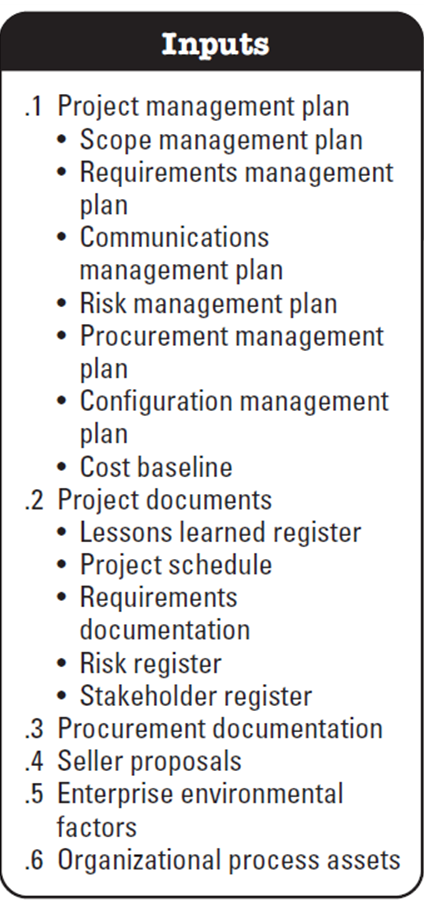 Inputs
.1 Project management plan
• Scope management plan
• Requirements management
plan
• Communications
management plan
• Risk management plan
• Procurement management
plan
• Configuration management
plan
• Cost baseline
.2 Project documents
• Lessons learned register
• Project schedule
• Requirements
documentation
• Risk register
• Stakeholder register
.3 Procurement documentation
.4 Seller proposals
.5 Enterprise environmental
factors
.6 Organizational process assets